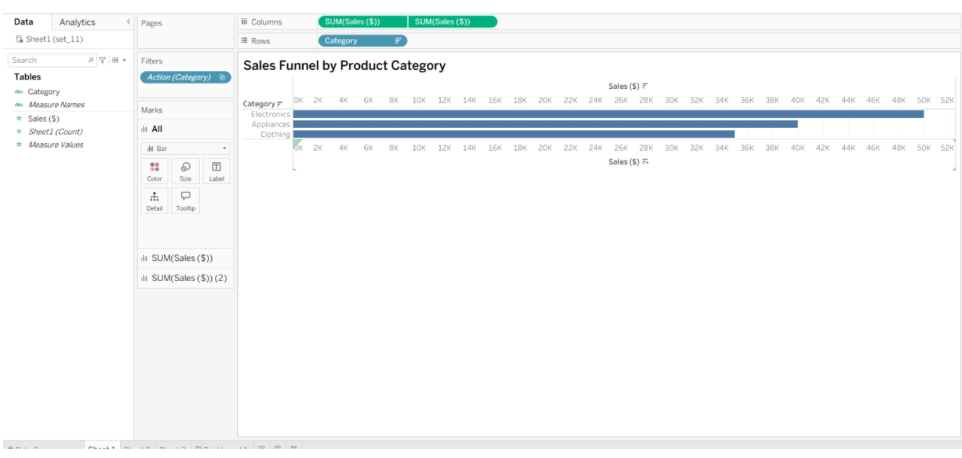 Data Analytics
Pages
Columns SUM(Sales ($)) SUM(Sales ($))
Sheet1 (set_11)
Rows Category
Search
Tables
Abc Category
Abc Measure Names
# Sales ($)
# Sheet1 (Count)
# Measure Values
Filters
Action (Category)
Marks
All
Bar
Color Size Label
Detail Tooltip
SUM(Sales ($))
SUM(Sales ($)) (2)
Sales Funnel by Product Category
Sales ($)
Category
0K 2K 4K 6K 8K 10K 12K 14K 16K 18K 20K 22K 24K 26K 28K 30K 32K 34K 36K 38K 40K 42K 44K 46K 48K 50K 52K
Electronics
Appliances
Clothing
0K 2K 4K 6K 8K 10K 12K 14K 16K 18K 20K 22K 24K 26K 28K 30K 32K 34K 36K 38K 40K 42K 44K 46K 48K 50K 52K
Sales ($)
Sheet 1